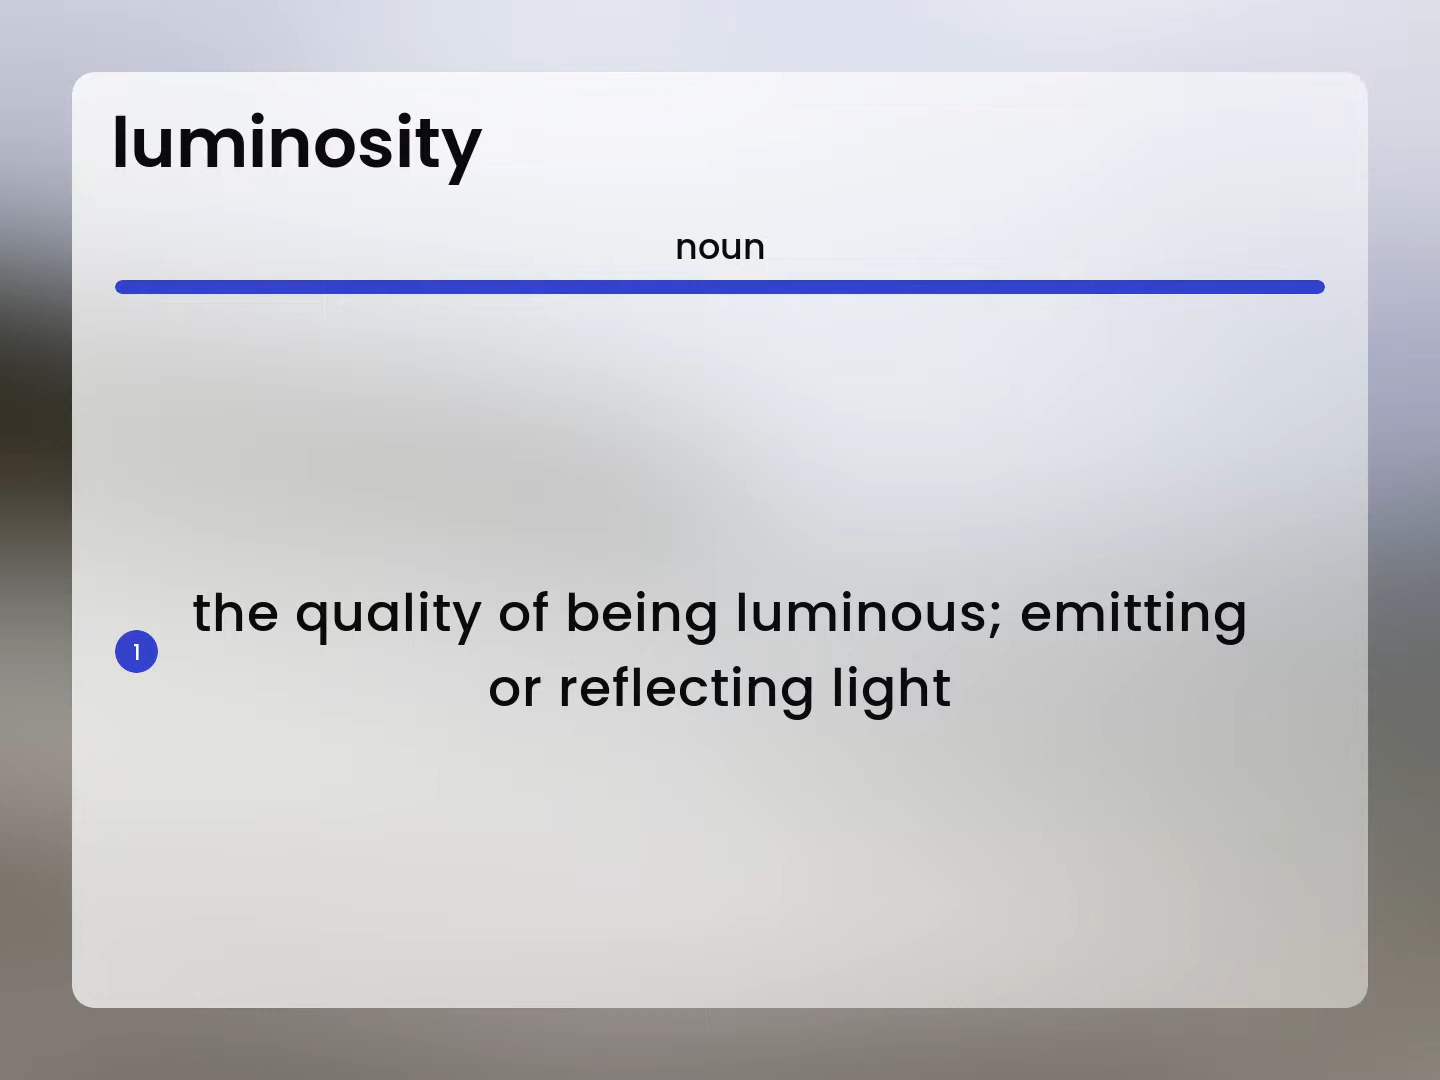 luminosity
noun
1
the quality of being luminous; emitting
or reflecting light